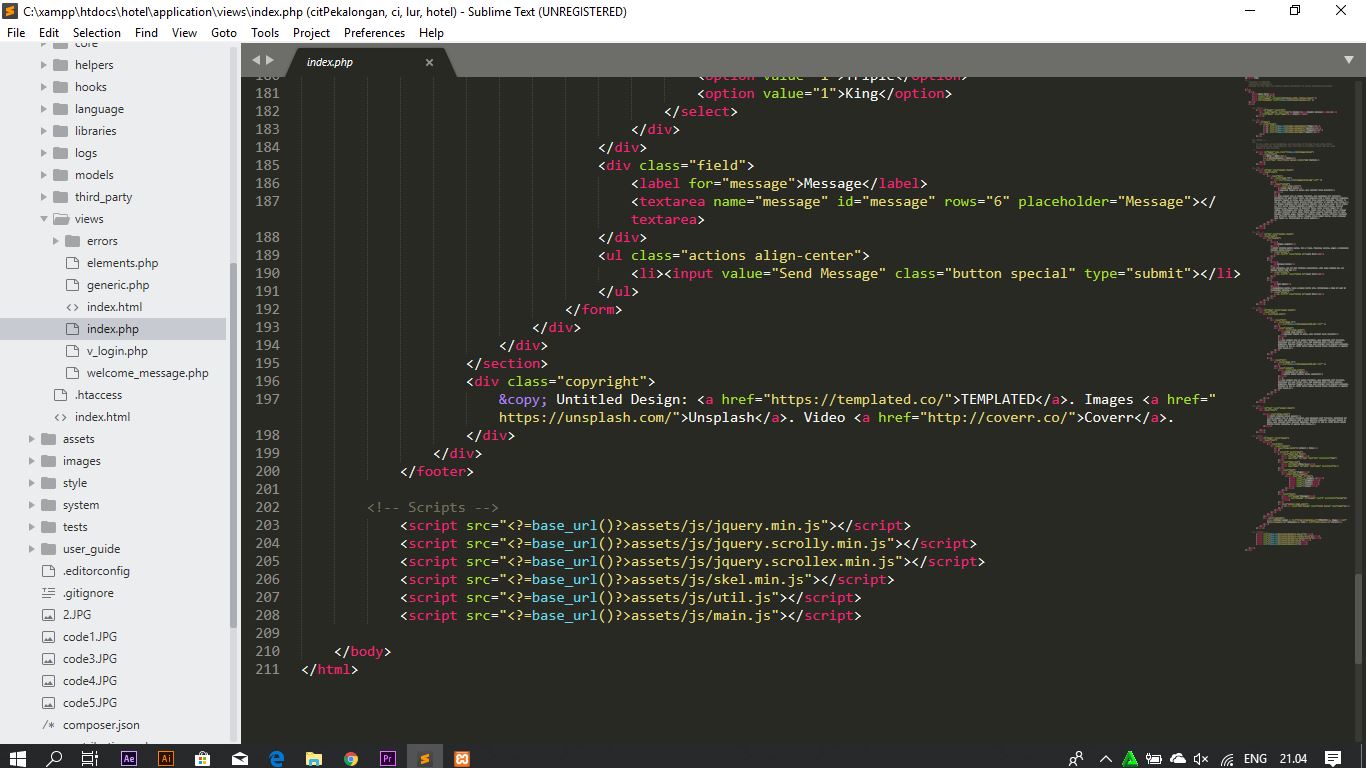 C:\xampp\htdocs\hotel\application\views\index.php (citPekalongan, ci, lur, hotel) - Sublime Text (UNREGISTERED)
File Edit Selection Find View Goto Tools Project Preferences Help
core
helpers
hooks
language
libraries
logs
models
third_party
views
errors
elements.php
generic.php
index.html
index.php
v_login.php
welcome_message.php
.htaccess
index.html
assets
images
style
system
tests
user_guide
.editorconfig
.gitignore
2.JPG
code1.JPG
code3.JPG
code4.JPG
code5.JPG
composer.json
index.php
180 <option value="1">Triple</option>
181 <option value="1">King</option>
182 </select>
183 </div>
184 </div>
185 <div class="field">
186 <label for="message">Message</label>
187 <textarea name="message" id="message" rows="6" placeholder="Message"></
textarea>
188 </div>
189 <ul class="actions align-center">
190 <li><input value="Send Message" class="button special" type="submit"></li>
191 </ul>
192 </form>
193 </div>
194 </div>
195 </section>
196 <div class="copyright">
197 &copy; Untitled Design: <a href="https://templated.co/">TEMPLATED</a>. Images <a href="
https://unsplash.com/">Unsplash</a>. Video <a href="http://coverr.co/">Coverr</a>.
198 </div>
199 </div>
200 </footer>
201
202 <!-- Scripts -->
203 <script src="<?=base_url()?>assets/js/jquery.min.js"></script>
204 <script src="<?=base_url()?>assets/js/jquery.scrolly.min.js"></script>
205 <script src="<?=base_url()?>assets/js/jquery.scrollex.min.js"></script>
206 <script src="<?=base_url()?>assets/js/skel.min.js"></script>
207 <script src="<?=base_url()?>assets/js/util.js"></script>
208 <script src="<?=base_url()?>assets/js/main.js"></script>
209
210 </body>
211 </html>
Ae Ai Pr ENG 21.04